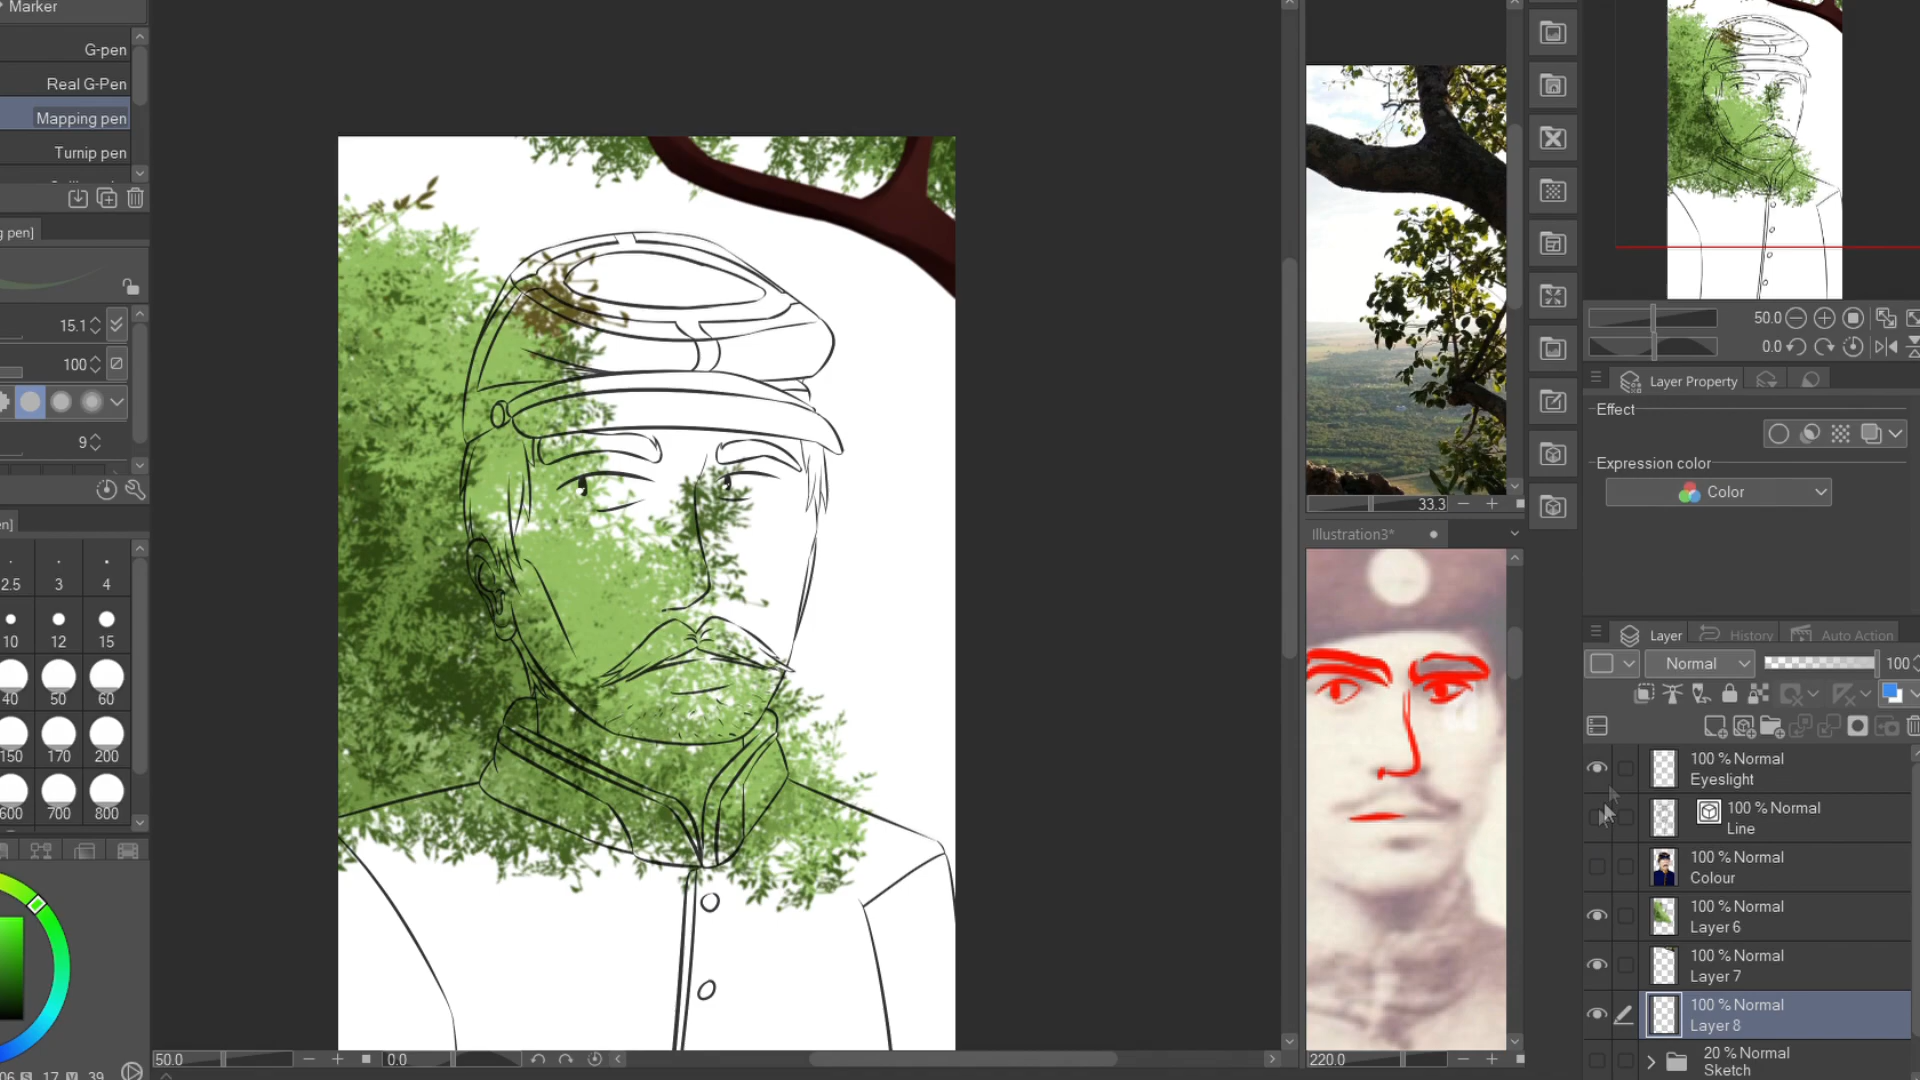 Marker
G-pen
Real G-Pen
Mapping pen
Turnip pen
g pen]
15.1
100
9
en]
2.5 3 4
10 12 15
40 50 60
150 170 200
600 700 800
06 S 17 V 39
50.0 0.0
33.3
Illustration3*
220.0
50.0
0.0
Layer Property
Effect
Expression color
Color
Layer History Auto Action
Normal 100
100 % Normal
Eyeslight
100 % Normal
Line
100 % Normal
Colour
100 % Normal
Layer 6
100 % Normal
Layer 7
100 % Normal
Layer 8
20 % Normal
Sketch